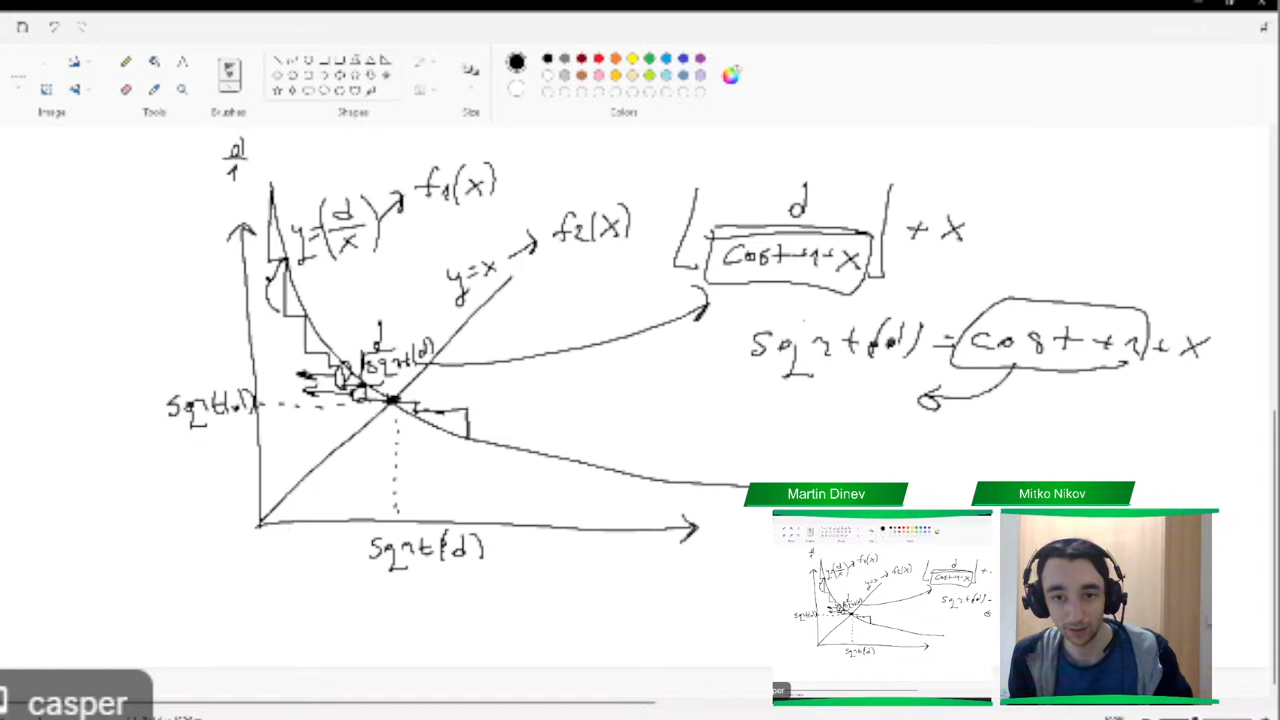 Image
Tools
Brushes
Shapes
Size
Colors
d
1
y=(d/x)
f1(x)
y=x
f2(x)
⌊ d
cost+1+x ⌋ + x
sqrt(d) = cost+1+x
d
sqrt(d)
sqrt(d)
sqrt(d)
Martin Dinev
Mitko Nikov
casper